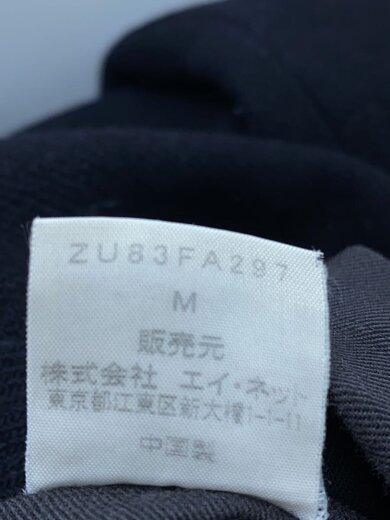 ZU83FA297
M
販売元
株式会社 エイ・ネット
東京都江東区新大橋1-1-11
中国製